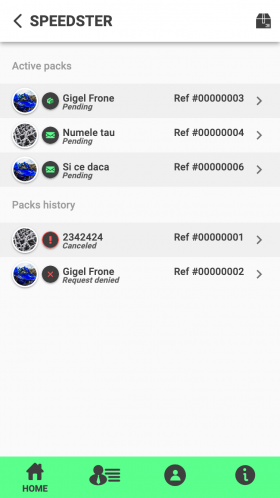 SPEEDSTER
Active packs
Gigel Frone Ref #00000003
Pending
Numele tau Ref #00000004
Pending
Si ce daca Ref #00000006
Pending
Packs history
2342424 Ref #00000001
Canceled
Gigel Frone Ref #00000002
Request denied
HOME